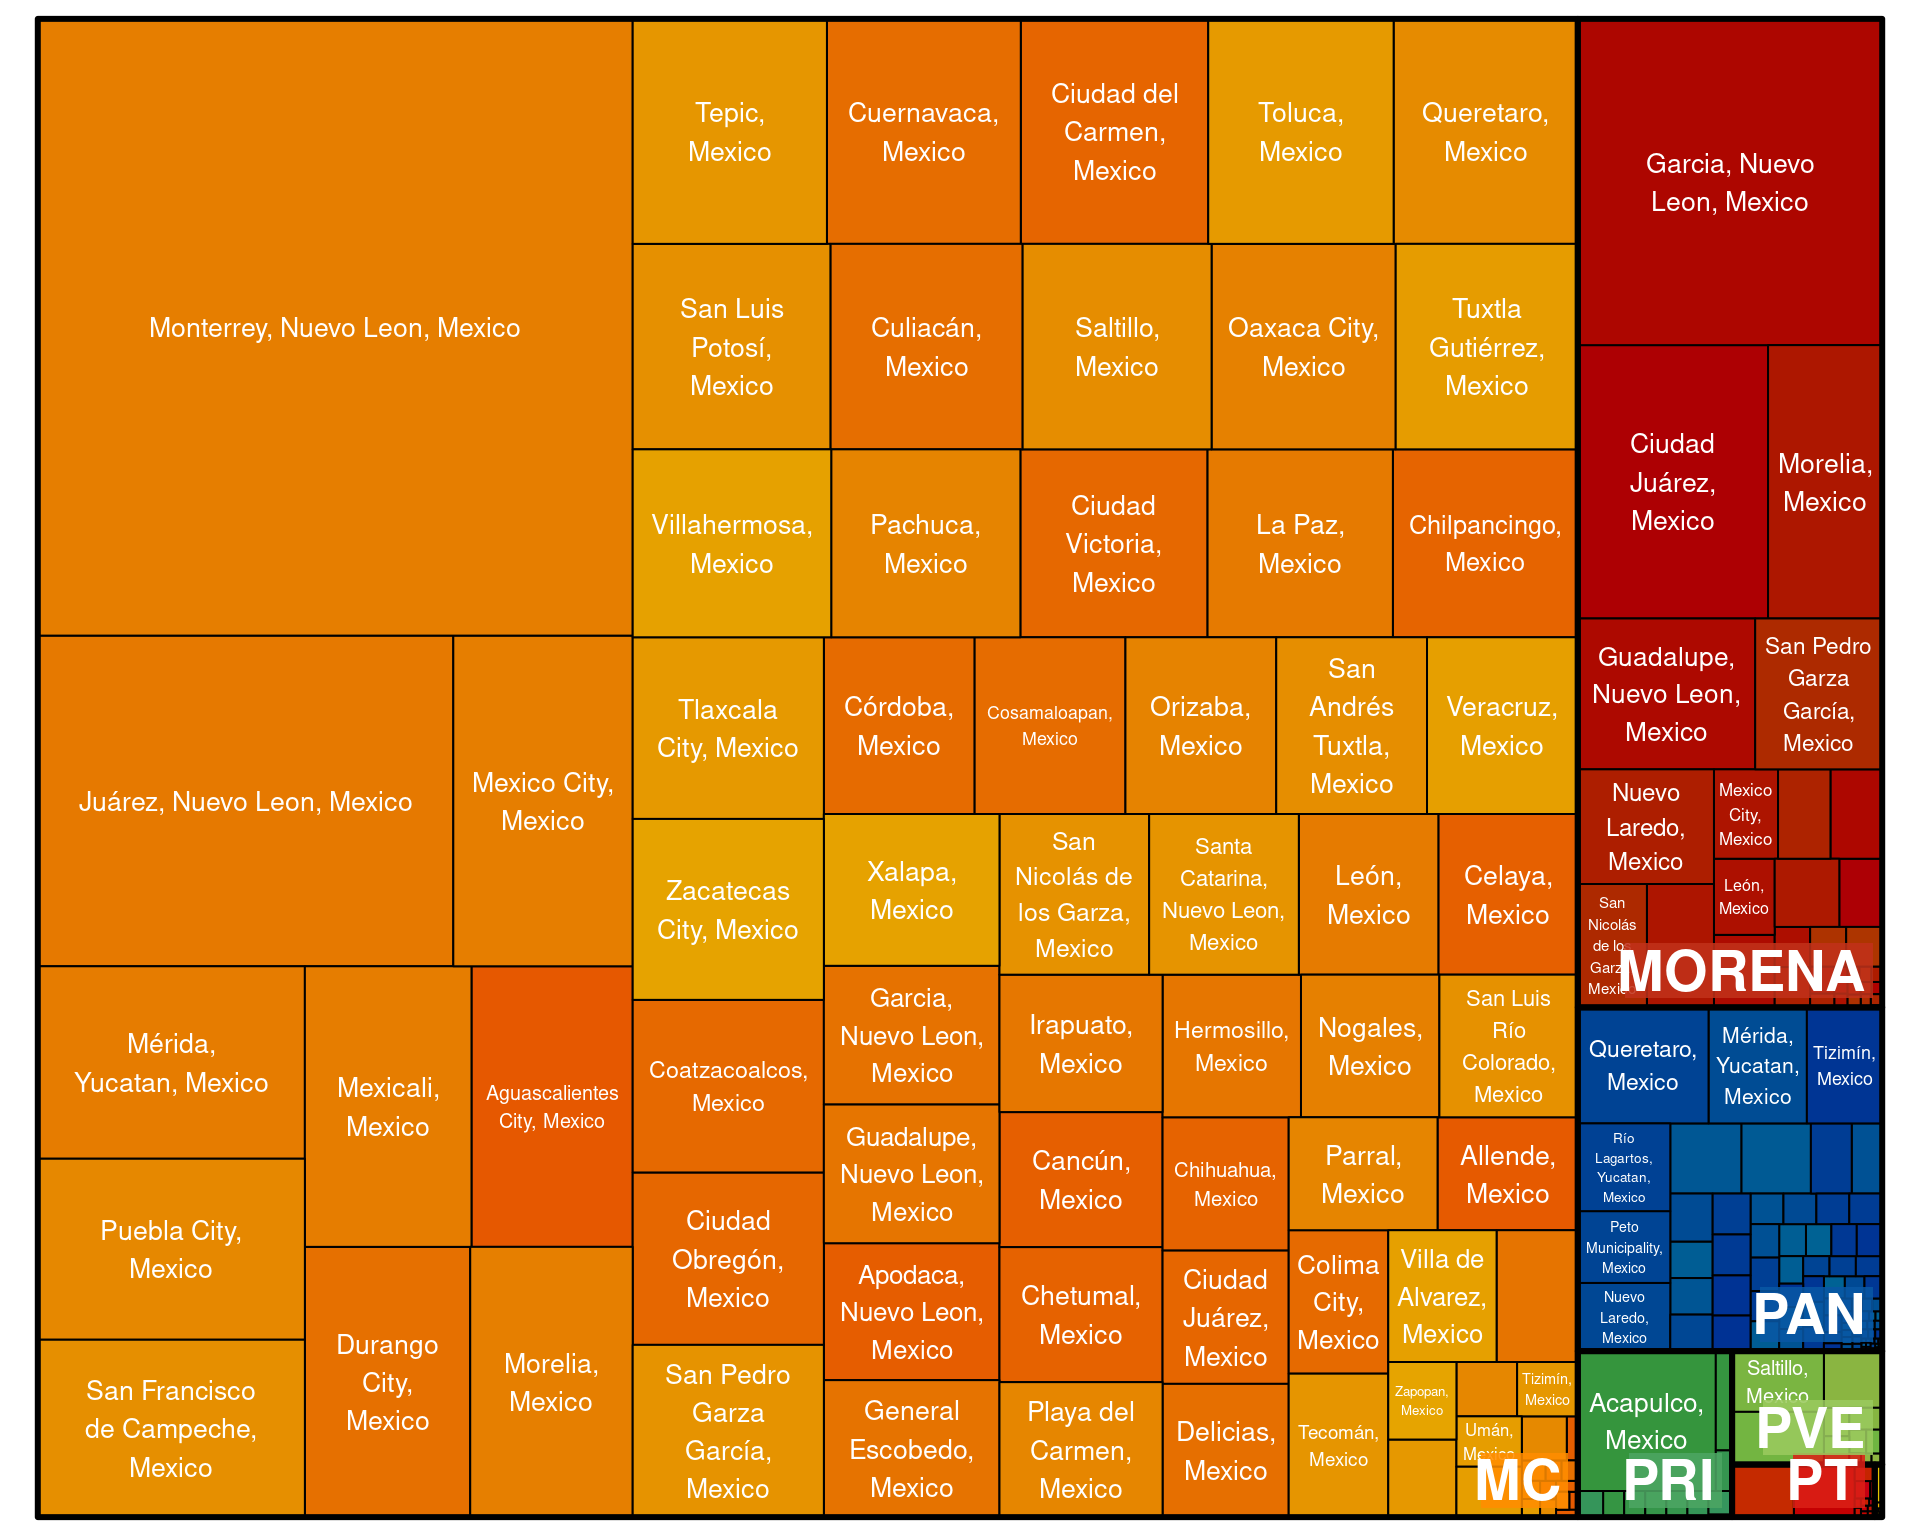 Monterrey, Nuevo Leon, Mexico
Juárez, Nuevo Leon, Mexico
Mexico City,
Mexico
Mérida,
Yucatan, Mexico
Puebla City,
Mexico
San Francisco
de Campeche,
Mexico
Mexicali,
Mexico
Aguascalientes
City, Mexico
Durango
City,
Mexico
Morelia,
Mexico
Tepic,
Mexico
Cuernavaca,
Mexico
Ciudad del
Carmen,
Mexico
Toluca,
Mexico
Queretaro,
Mexico
San Luis
Potosí,
Mexico
Culiacán,
Mexico
Saltillo,
Mexico
Oaxaca City,
Mexico
Tuxtla
Gutiérrez,
Mexico
Villahermosa,
Mexico
Pachuca,
Mexico
Ciudad
Victoria,
Mexico
La Paz,
Mexico
Chilpancingo,
Mexico
Tlaxcala
City, Mexico
Zacatecas
City, Mexico
Coatzacoalcos,
Mexico
Ciudad
Obregón,
Mexico
San Pedro
Garza
García,
Mexico
Córdoba,
Mexico
Cosamaloapan,
Mexico
Orizaba,
Mexico
San
Andrés
Tuxtla,
Mexico
Veracruz,
Mexico
Xalapa,
Mexico
Garcia,
Nuevo Leon,
Mexico
Guadalupe,
Nuevo Leon,
Mexico
Apodaca,
Nuevo Leon,
Mexico
General
Escobedo,
Mexico
San
Nicolás de
los Garza,
Mexico
Santa
Catarina,
Nuevo Leon,
Mexico
León,
Mexico
Celaya,
Mexico
Irapuato,
Mexico
Cancún,
Mexico
Chetumal,
Mexico
Playa del
Carmen,
Mexico
Hermosillo,
Mexico
Nogales,
Mexico
San Luis
Río
Colorado,
Mexico
Chihuahua,
Mexico
Ciudad
Juárez,
Mexico
Delicias,
Mexico
Parral,
Mexico
Allende,
Mexico
Colima
City,
Mexico
Tecomán,
Mexico
Villa de
Alvarez,
Mexico
Zapopan,
Mexico
Tizimín,
Mexico
Umán,
Mexico
MC
Garcia, Nuevo
Leon, Mexico
Ciudad
Juárez,
Mexico
Morelia,
Mexico
Guadalupe,
Nuevo Leon,
Mexico
San Pedro
Garza
García,
Mexico
Nuevo
Laredo,
Mexico
Mexico
City,
Mexico
León,
Mexico
San
Nicolás
de los
Garza,
Mexico
MORENA
Queretaro,
Mexico
Mérida,
Yucatan,
Mexico
Tizimín,
Mexico
Río
Lagartos,
Yucatan,
Mexico
Peto
Municipality,
Mexico
Nuevo
Laredo,
Mexico
PAN
Acapulco,
Mexico
PRI
Saltillo,
Mexico
PVE
PT